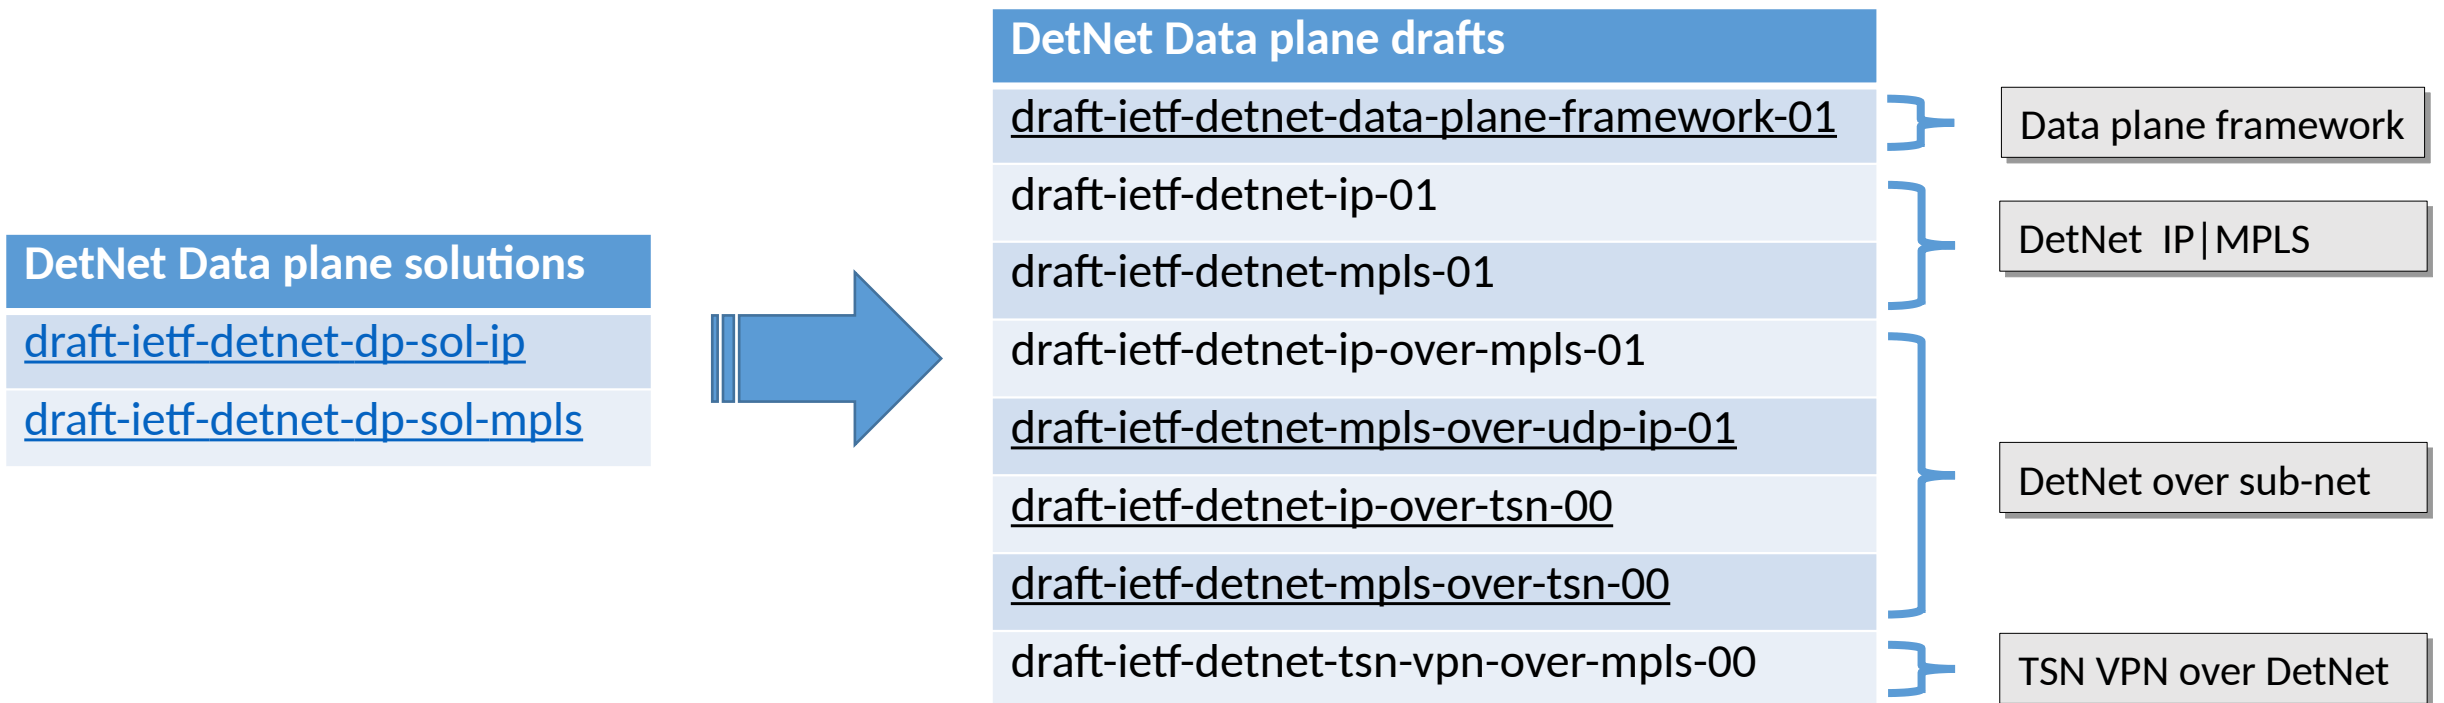 DetNet Data plane solutions
draft-ietf-detnet-dp-sol-ip
draft-ietf-detnet-dp-sol-mpls
DetNet Data plane drafts
draft-ietf-detnet-data-plane-framework-01
draft-ietf-detnet-ip-01
draft-ietf-detnet-mpls-01
draft-ietf-detnet-ip-over-mpls-01
draft-ietf-detnet-mpls-over-udp-ip-01
draft-ietf-detnet-ip-over-tsn-00
draft-ietf-detnet-mpls-over-tsn-00
draft-ietf-detnet-tsn-vpn-over-mpls-00
Data plane framework
DetNet IP|MPLS
DetNet over sub-net
TSN VPN over DetNet